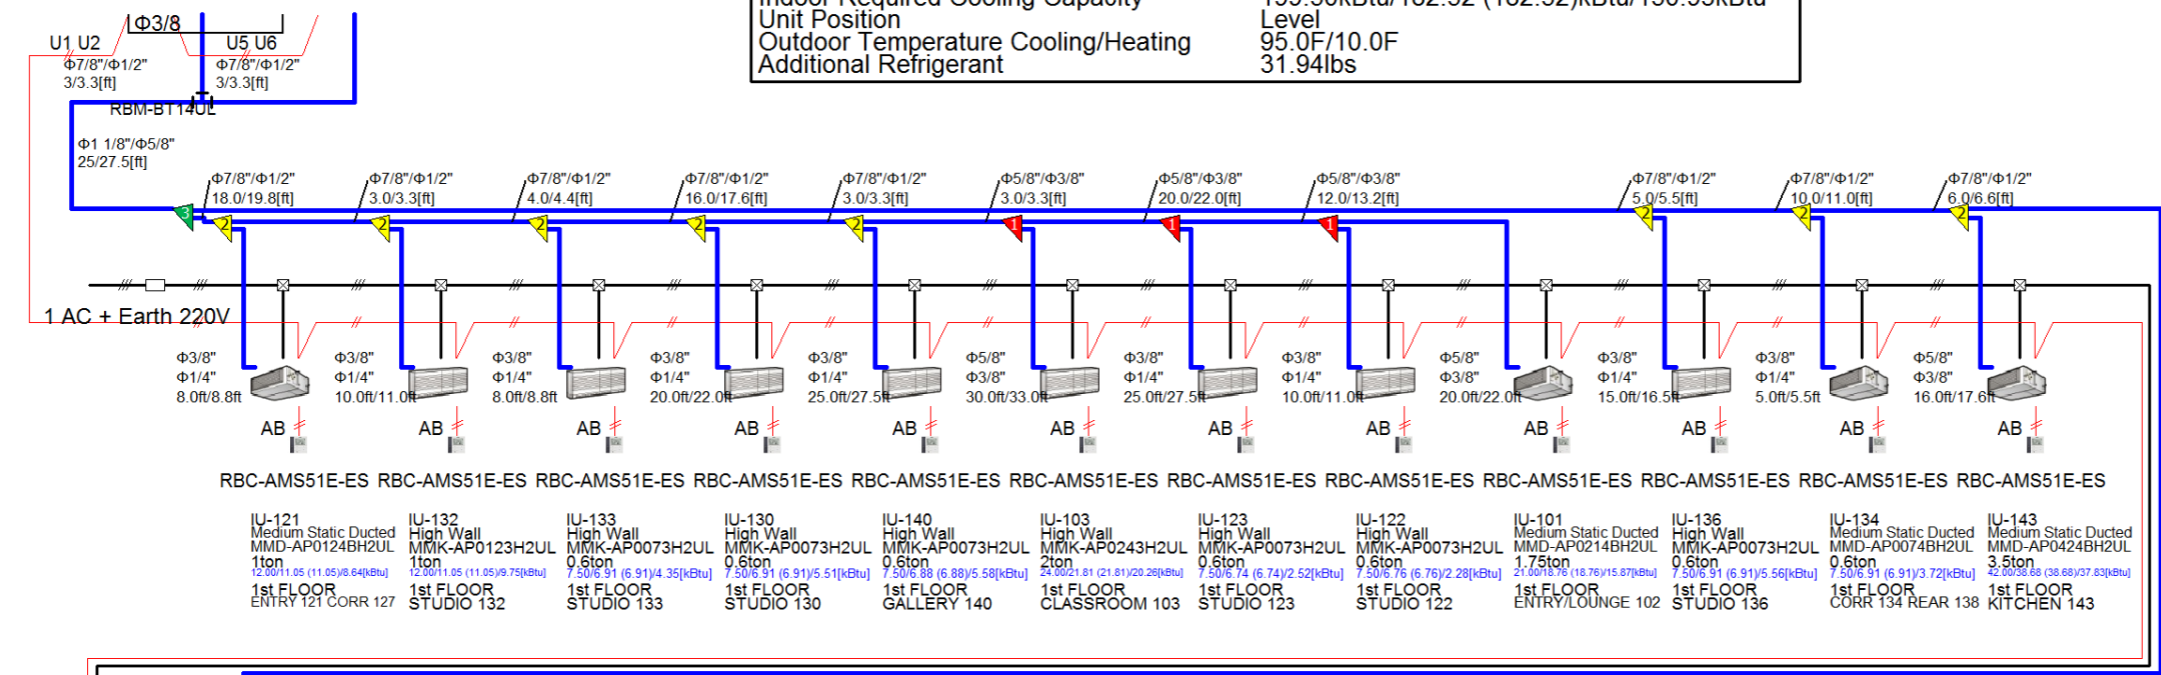 Φ3/8
U1 U2
U5 U6
Φ7/8"/Φ1/2"
3/3.3[ft]
Φ7/8"/Φ1/2"
3/3.3[ft]
RBM-BT14UL
Φ1 1/8"/Φ5/8"
25/27.5[ft]
Indoor Required Cooling Capacity
Unit Position Level
Outdoor Temperature Cooling/Heating 95.0F/10.0F
Additional Refrigerant 31.94lbs
Φ7/8"/Φ1/2" Φ7/8"/Φ1/2" Φ7/8"/Φ1/2" Φ7/8"/Φ1/2" Φ7/8"/Φ1/2" Φ5/8"/Φ3/8" Φ5/8"/Φ3/8" Φ5/8"/Φ3/8" Φ7/8"/Φ1/2" Φ7/8"/Φ1/2" Φ7/8"/Φ1/2"
18.0/19.8[ft] 3.0/3.3[ft] 4.0/4.4[ft] 16.0/17.6[ft] 3.0/3.3[ft] 3.0/3.3[ft] 20.0/22.0[ft] 12.0/13.2[ft] 5.0/5.5[ft] 10.0/11.0[ft] 6.0/6.6[ft]
3 2 2 2 2 2 1 1 1 2 2 2
1 AC + Earth 220V
Φ3/8" Φ3/8" Φ3/8" Φ3/8" Φ3/8" Φ5/8" Φ3/8" Φ3/8" Φ5/8" Φ3/8" Φ3/8" Φ5/8"
Φ1/4" Φ1/4" Φ1/4" Φ1/4" Φ1/4" Φ3/8" Φ1/4" Φ1/4" Φ3/8" Φ1/4" Φ1/4" Φ3/8"
8.0ft/8.8ft 10.0ft/11.0ft 8.0ft/8.8ft 20.0ft/22.0ft 25.0ft/27.5ft 30.0ft/33.0ft 25.0ft/27.5ft 10.0ft/11.0ft 20.0ft/22.0ft 15.0ft/16.5ft 5.0ft/5.5ft 16.0ft/17.6ft
AB AB AB AB AB AB AB AB AB AB AB AB
RBC-AMS51E-ES RBC-AMS51E-ES RBC-AMS51E-ES RBC-AMS51E-ES RBC-AMS51E-ES RBC-AMS51E-ES RBC-AMS51E-ES RBC-AMS51E-ES RBC-AMS51E-ES RBC-AMS51E-ES RBC-AMS51E-ES RBC-AMS51E-ES
IU-121 IU-132 IU-133 IU-130 IU-140 IU-103 IU-123 IU-122 IU-101 IU-136 IU-134 IU-143
Medium Static Ducted High Wall High Wall High Wall High Wall High Wall High Wall High Wall Medium Static Ducted High Wall Medium Static Ducted Medium Static Ducted
MMD-AP0124BH2UL MMK-AP0123H2UL MMK-AP0073H2UL MMK-AP0073H2UL MMK-AP0073H2UL MMK-AP0243H2UL MMK-AP0073H2UL MMK-AP0073H2UL MMD-AP0214BH2UL MMK-AP0073H2UL MMD-AP0074BH2UL MMD-AP0424BH2UL
1ton 1ton 0.6ton 0.6ton 0.6ton 2ton 0.6ton 0.6ton 1.75ton 0.6ton 0.6ton 3.5ton
12.00/11.05 (11.05)/8.64[kBtu] 12.00/11.05 (11.05)/9.75[kBtu] 7.50/6.91 (6.91)/4.35[kBtu] 7.50/6.91 (6.91)/5.51[kBtu] 7.50/6.88 (6.88)/5.58[kBtu] 24.00/21.81 (21.81)/20.26[kBtu] 7.50/6.74 (6.74)/2.52[kBtu] 7.50/6.76 (6.76)/2.28[kBtu] 21.00/18.76 (18.76)/15.87[kBtu] 7.50/6.91 (6.91)/5.56[kBtu] 7.50/6.91 (6.91)/3.72[kBtu] 42.00/38.68 (38.68)/37.83[kBtu]
1st FLOOR 1st FLOOR 1st FLOOR 1st FLOOR 1st FLOOR 1st FLOOR 1st FLOOR 1st FLOOR 1st FLOOR 1st FLOOR 1st FLOOR 1st FLOOR
ENTRY 121 CORR 127 STUDIO 132 STUDIO 133 STUDIO 130 GALLERY 140 CLASSROOM 103 STUDIO 123 STUDIO 122 ENTRY/LOUNGE 102 STUDIO 136 CORR 134 REAR 138 KITCHEN 143